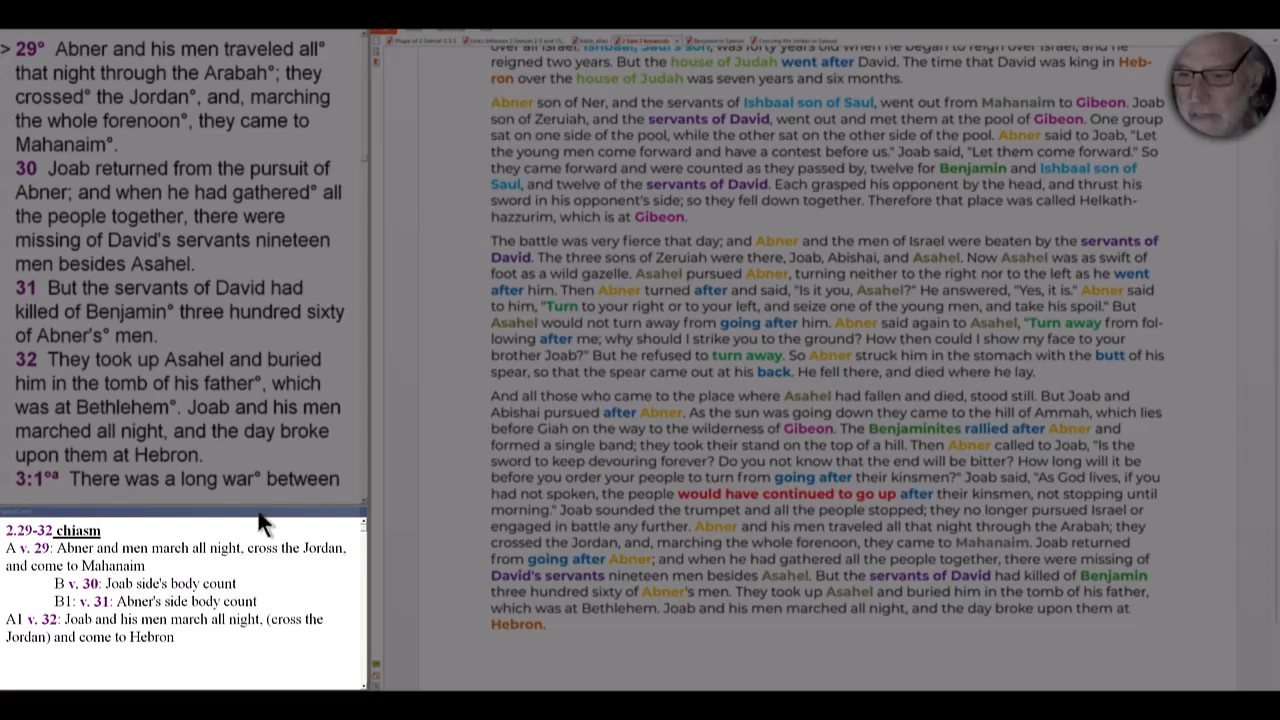 > 29° Abner and his men traveled all°
that night through the Arabah°; they
crossed° the Jordan°, and, marching
the whole forenoon°, they came to
Mahanaim°.
30 Joab returned from the pursuit of
Abner; and when he had gathered° all
the people together, there were
missing of David's servants nineteen
men besides Asahel.
31 But the servants of David had
killed of Benjamin° three hundred sixty
of Abner's° men.
32 They took up Asahel and buried
him in the tomb of his father°, which
was at Bethlehem°. Joab and his men
marched all night, and the day broke
upon them at Hebron.
3:1°ª There was a long war° between
2.29-32 chiasm
A v. 29: Abner and men march all night, cross the Jordan,
and come to Mahanaim
B v. 30: Joab side's body count
B1: v. 31: Abner's side body count
A1 v. 32: Joab and his men march all night, (cross the
Jordan) and come to Hebron
over all Israel. Ishbaal, Saul's son, was forty years old when he began to reign over Israel, and he
reigned two years. But the house of Judah went after David. The time that David was king in Heb-
ron over the house of Judah was seven years and six months.
Abner son of Ner, and the servants of Ishbaal son of Saul, went out from Mahanaim to Gibeon. Joab
son of Zeruiah, and the servants of David, went out and met them at the pool of Gibeon. One group
sat on one side of the pool, while the other sat on the other side of the pool. Abner said to Joab, "Let
the young men come forward and have a contest before us." Joab said, "Let them come forward." So
they came forward and were counted as they passed by, twelve for Benjamin and Ishbaal son of
Saul, and twelve of the servants of David. Each grasped his opponent by the head, and thrust his
sword in his opponent's side; so they fell down together. Therefore that place was called Helkath-
hazzurim, which is at Gibeon.
The battle was very fierce that day; and Abner and the men of Israel were beaten by the servants of
David. The three sons of Zeruiah were there, Joab, Abishai, and Asahel. Now Asahel was as swift of
foot as a wild gazelle. Asahel pursued Abner, turning neither to the right nor to the left as he went
after him. Then Abner turned after and said, "Is it you, Asahel?" He answered, "Yes, it is." Abner said
to him, "Turn to your right or to your left, and seize one of the young men, and take his spoil." But
Asahel would not turn away from going after him. Abner said again to Asahel, "Turn away from fol-
lowing after me; why should I strike you to the ground? How then could I show my face to your
brother Joab?" But he refused to turn away. So Abner struck him in the stomach with the butt of his
spear, so that the spear came out at his back. He fell there, and died where he lay.
And all those who came to the place where Asahel had fallen and died, stood still. But Joab and
Abishai pursued after Abner. As the sun was going down they came to the hill of Ammah, which lies
before Giah on the way to the wilderness of Gibeon. The Benjaminites rallied after Abner and
formed a single band; they took their stand on the top of a hill. Then Abner called to Joab, "Is the
sword to keep devouring forever? Do you not know that the end will be bitter? How long will it be
before you order your people to turn from going after their kinsmen?" Joab said, "As God lives, if you
had not spoken, the people would have continued to go up after their kinsmen, not stopping until
morning." Joab sounded the trumpet and all the people stopped; they no longer pursued Israel or
engaged in battle any further. Abner and his men traveled all that night through the Arabah; they
crossed the Jordan, and, marching the whole forenoon, they came to Mahanaim. Joab returned
from going after Abner; and when he had gathered all the people together, there were missing of
David's servants nineteen men besides Asahel. But the servants of David had killed of Benjamin
three hundred sixty of Abner's men. They took up Asahel and buried him in the tomb of his father,
which was at Bethlehem. Joab and his men marched all night, and the day broke upon them at
Hebron.